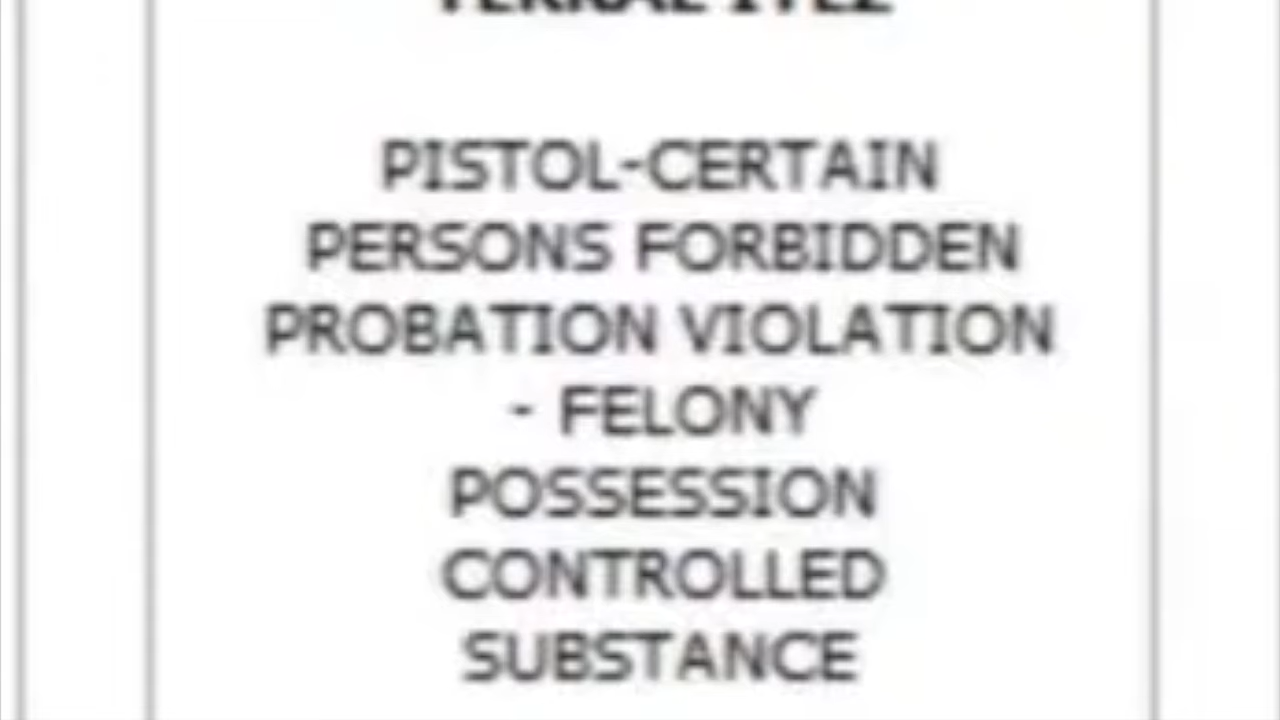 PISTOL-CERTAIN
PERSONS FORBIDDEN
PROBATION VIOLATION
- FELONY
POSSESSION
CONTROLLED
SUBSTANCE